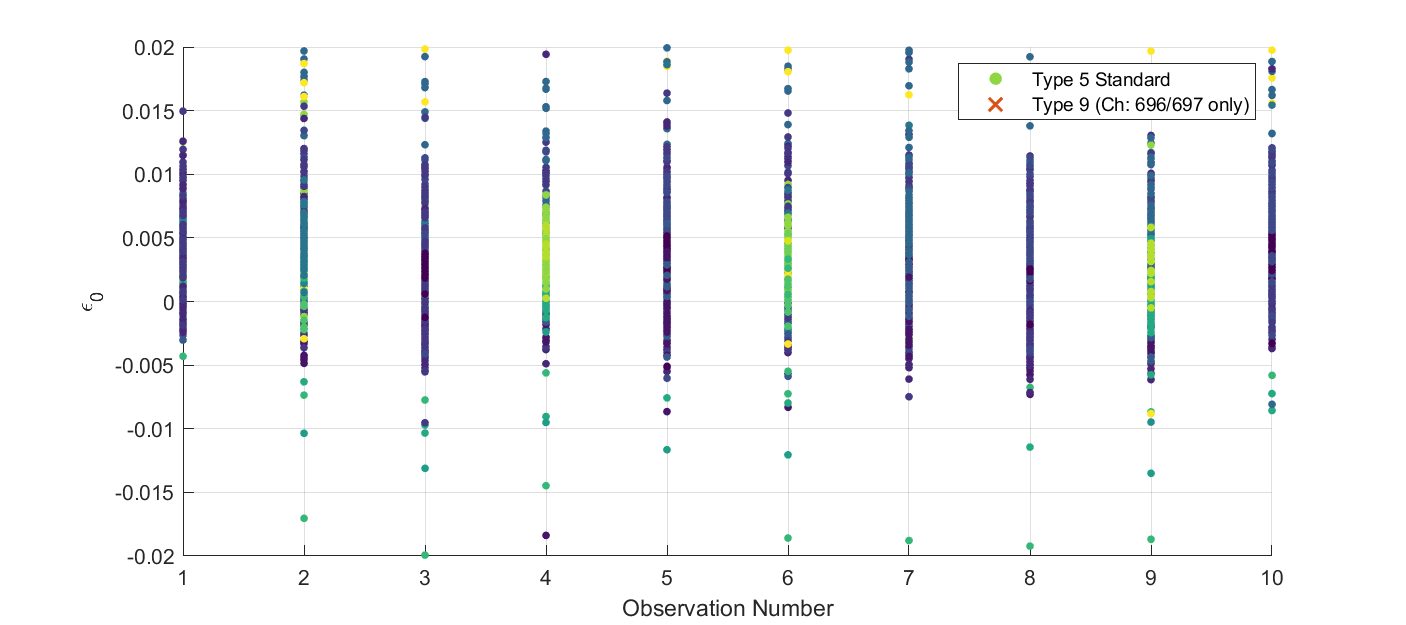 0.02
0.015
0.01
0.005
0
-0.005
-0.01
-0.015
-0.02
ϵ0
1 2 3 4 5 6 7 8 9 10
Observation Number
Type 5 Standard
Type 9 (Ch: 696/697 only)